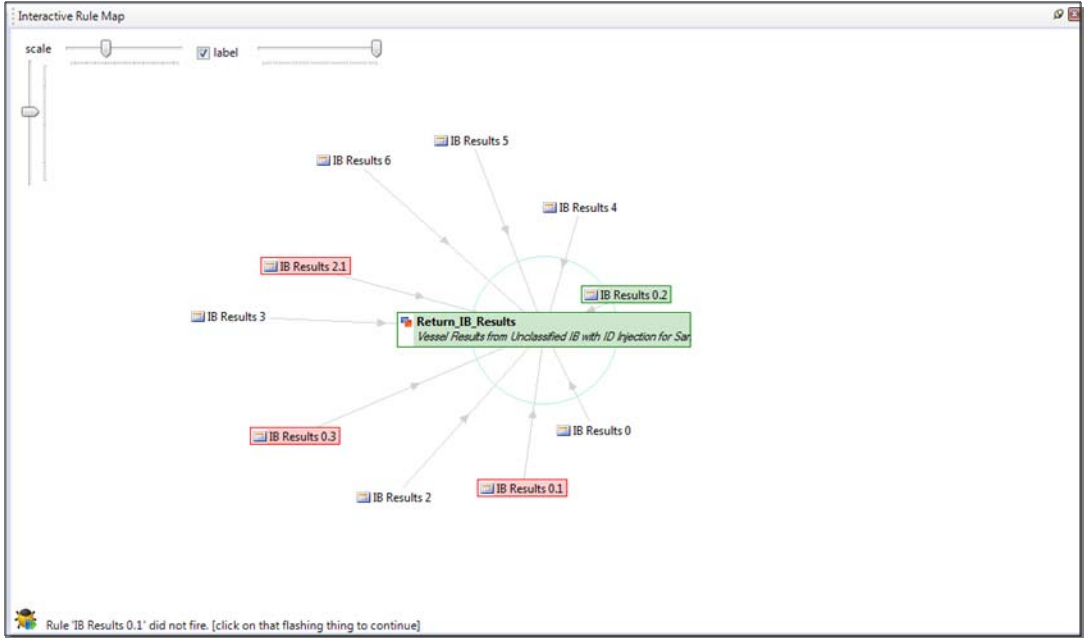 Interactive Rule Map
scale
label
IB Results 5
IB Results 6
IB Results 4
IB Results 2.1
IB Results 0.2
IB Results 3
Return_IB_Results
Vessel Results from Unclassified IB with ID Injection for Sar
IB Results 0
IB Results 0.3
IB Results 0.1
IB Results 2
Rule 'IB Results 0.1' did not fire. [click on that flashing thing to continue]